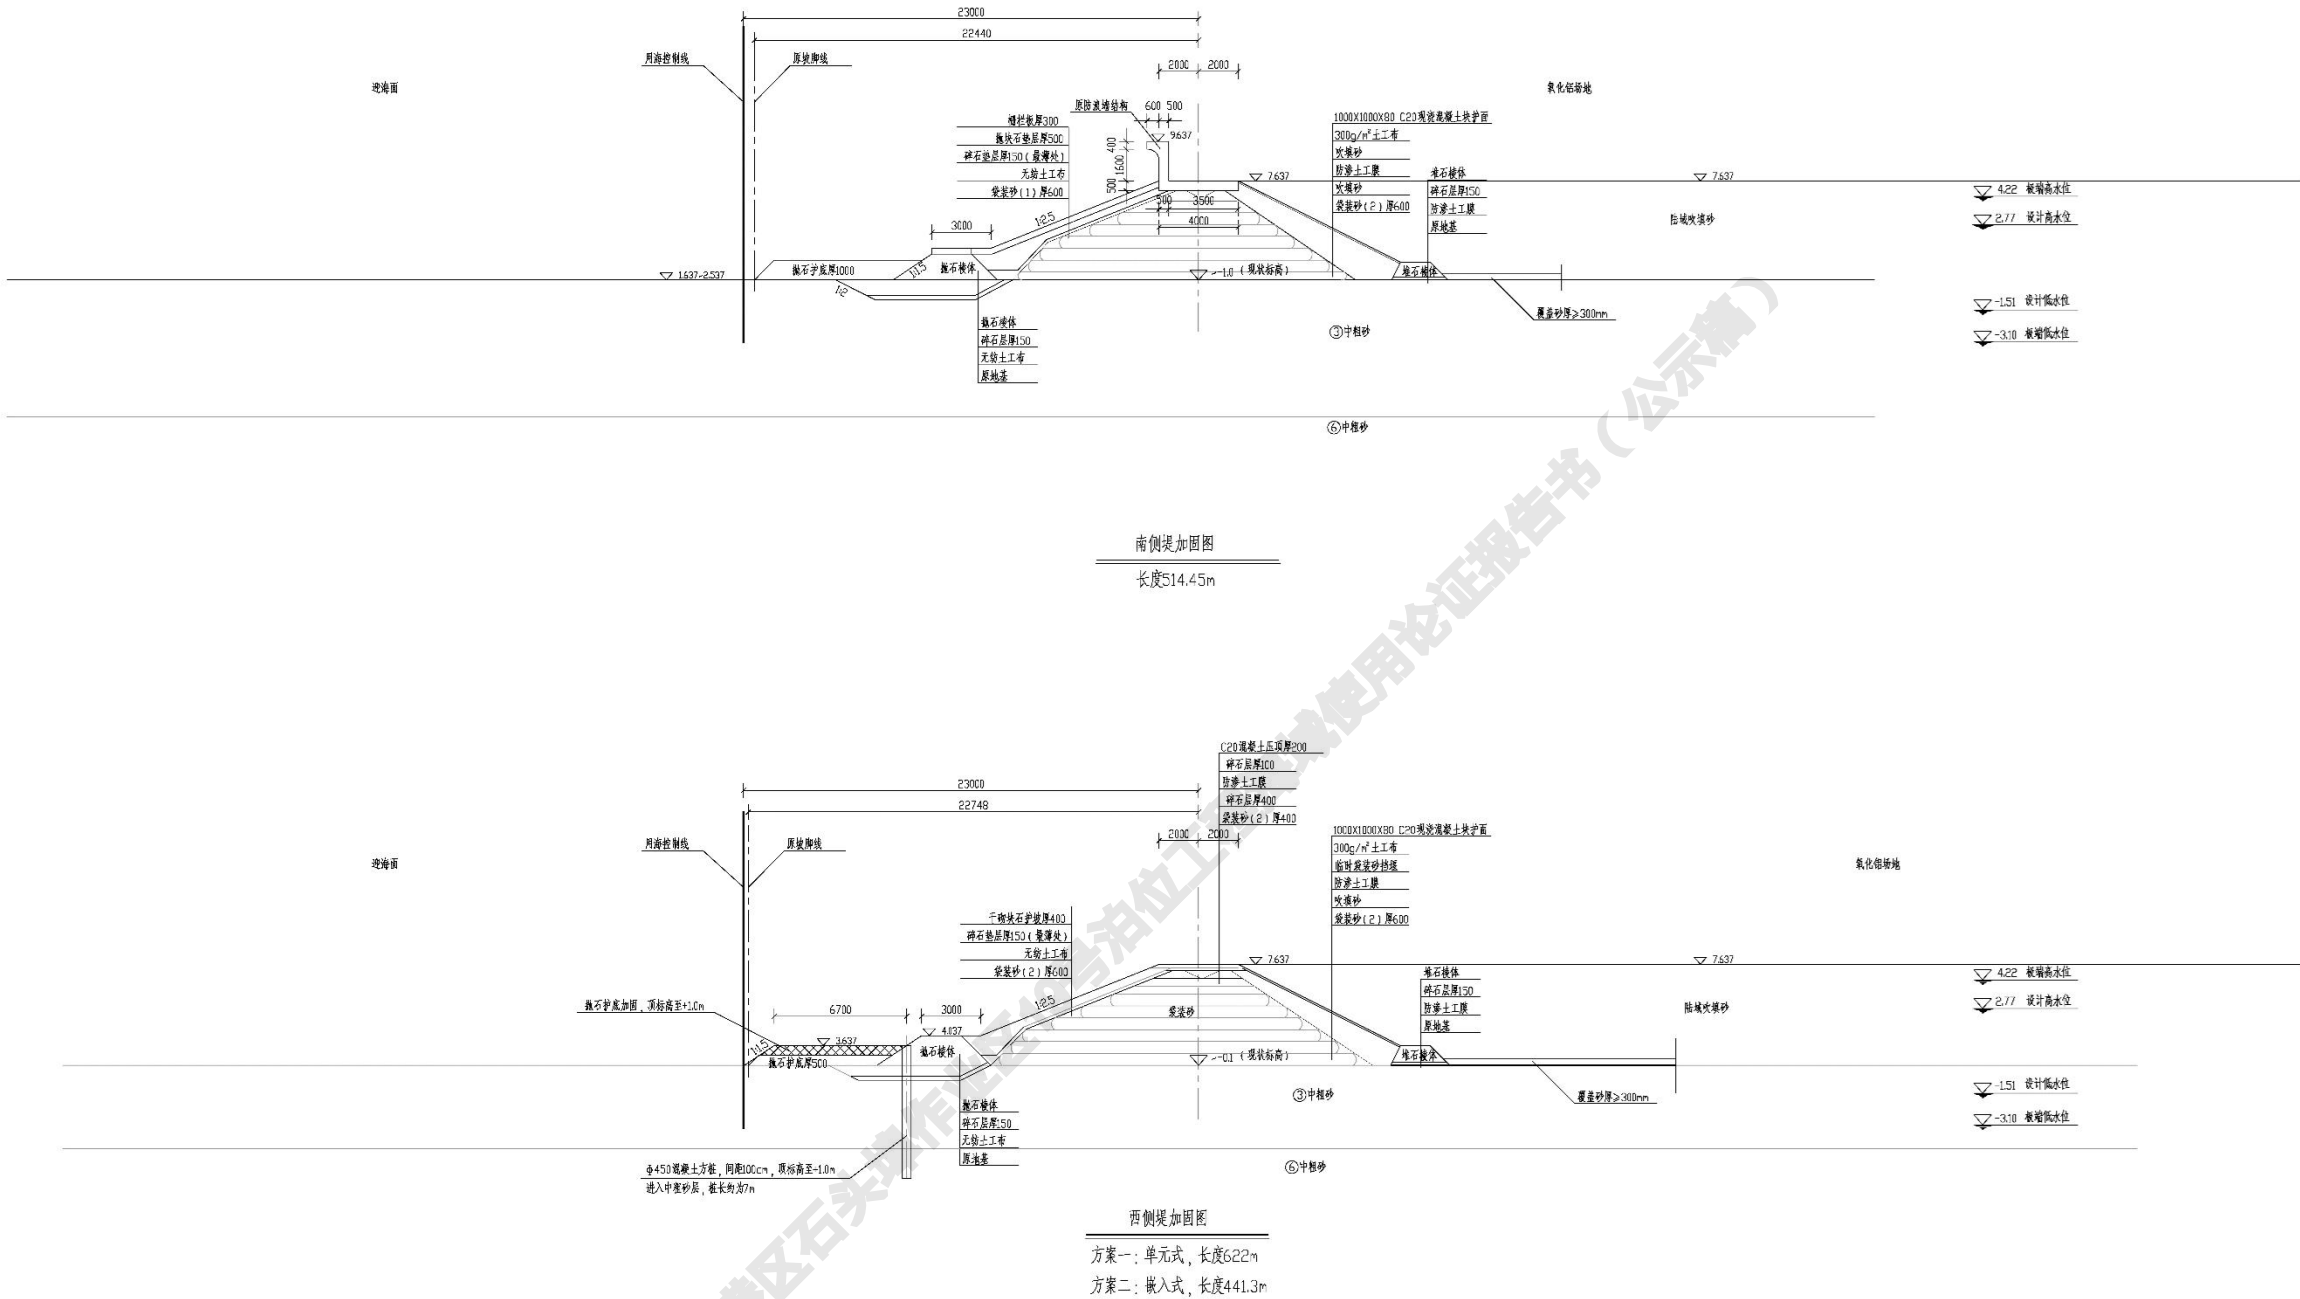 23000
22440
用海控制线
原坡脚线
2000 2000
迎海面
氧化铝场地
原防浪墙结构
600 500
9.637
栅栏板厚300
抛块石垫层厚500
碎石垫层厚150(最薄处)
无纺土工布
袋装砂(1)厚600
400
1600
500
1000X1000X80 C20现浇混凝土块护面
300g/m²土工布
吹填砂
防渗土工膜
吹填砂
袋装砂(2)厚600
堆石棱体
碎石层厚150
防渗土工膜
原地基
7.637
7.637
4.22 极端高水位
2.77 设计高水位
陆域吹填砂
500 3500
4000
1:2.5
3000
抛石护底厚1000
1:1.5
抛石棱体
1.637~2.537
~-1.0(现状标高)
堆石棱体
1:2
覆盖砂厚≥300mm
-1.51 设计低水位
-3.10 极端低水位
抛石棱体
碎石层厚150
无纺土工布
原地基
③中粗砂
⑥中粗砂
南侧堤加固图
长度514.45m
C20混凝土压顶厚200
碎石层厚100
防渗土工膜
碎石层厚400
袋装砂(2)厚400
23000
22748
2000 2000
用海控制线
原坡脚线
迎海面
氧化铝场地
1000X1000X80 C20现浇混凝土块护面
300g/m²土工布
临时袋装砂挡埝
防渗土工膜
吹填砂
袋装砂(2)厚600
干砌块石护坡厚400
碎石垫层厚150(最薄处)
无纺土工布
袋装砂(2)厚600
7.637
7.637
堆石棱体
碎石层厚150
防渗土工膜
原地基
4.22 极端高水位
2.77 设计高水位
陆域吹填砂
抛石护底加固,顶标高至+1.0m
6700
3000
1:2.5
袋装砂
4.037
3.637
1:1.5
抛石护底厚500
抛石棱体
~-0.1(现状标高)
堆石棱体
覆盖砂厚≥300mm
-1.51 设计低水位
-3.10 极端低水位
抛石棱体
碎石层厚150
无纺土工布
原地基
③中粗砂
⑥中粗砂
ϕ450混凝土方桩,间距100cm,顶标高至+1.0m
进入中粗砂层,桩长约为7m
西侧堤加固图
方案一:单元式,长度622m
方案二:嵌入式,长度441.3m